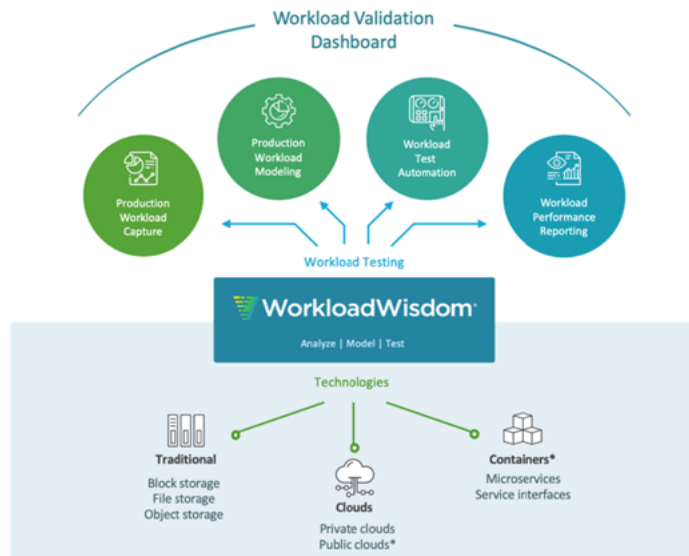 Workload Validation
Dashboard
Production
Workload
Capture
Production
Workload
Modeling
Workload
Test
Automation
Workload
Performance
Reporting
Workload Testing
WorkloadWisdom
Analyze | Model | Test
Technologies
Traditional
Block storage
File storage
Object storage
Clouds
Private clouds
Public clouds*
Containers*
Microservices
Service interfaces